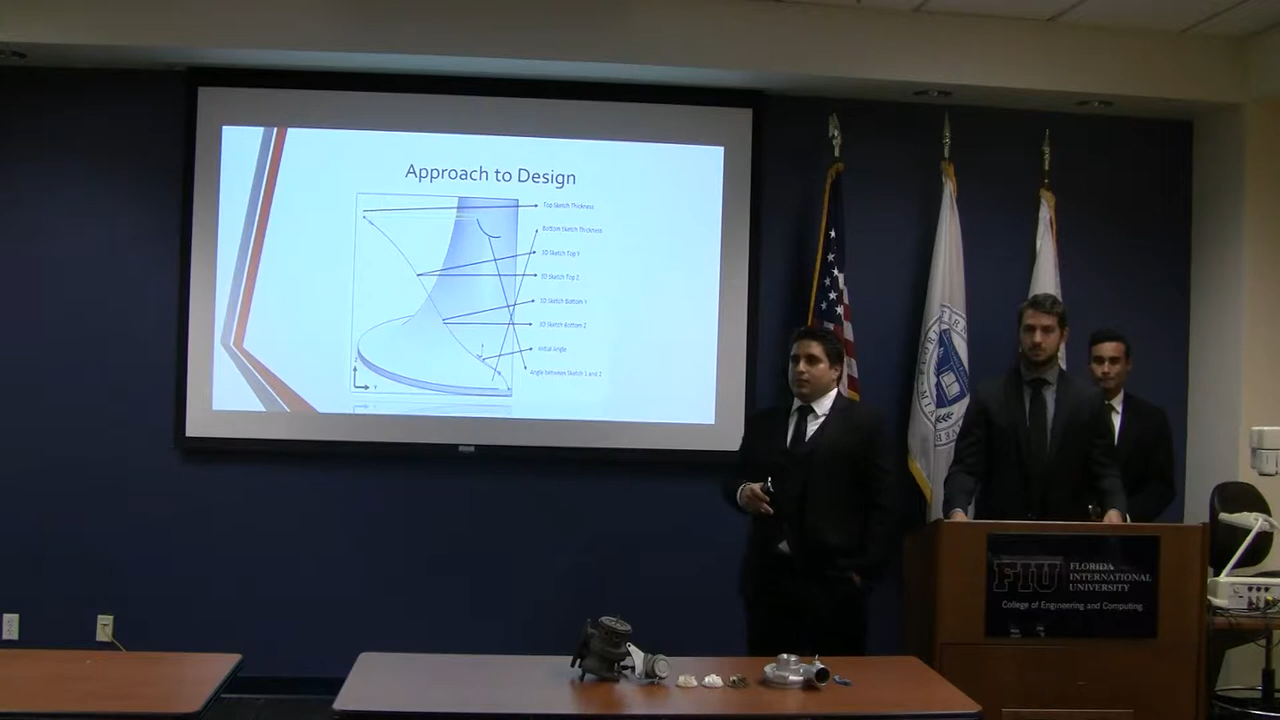 Approach to Design
Top Sketch Thickness
Bottom Sketch Thickness
3D Sketch Top Y
3D Sketch Top Z
3D Sketch Bottom Y
3D Sketch Bottom Z
Initial Angle
Angle between Sketch 1 and 2
FIU
FLORIDA
INTERNATIONAL
UNIVERSITY
College of Engineering and Computing